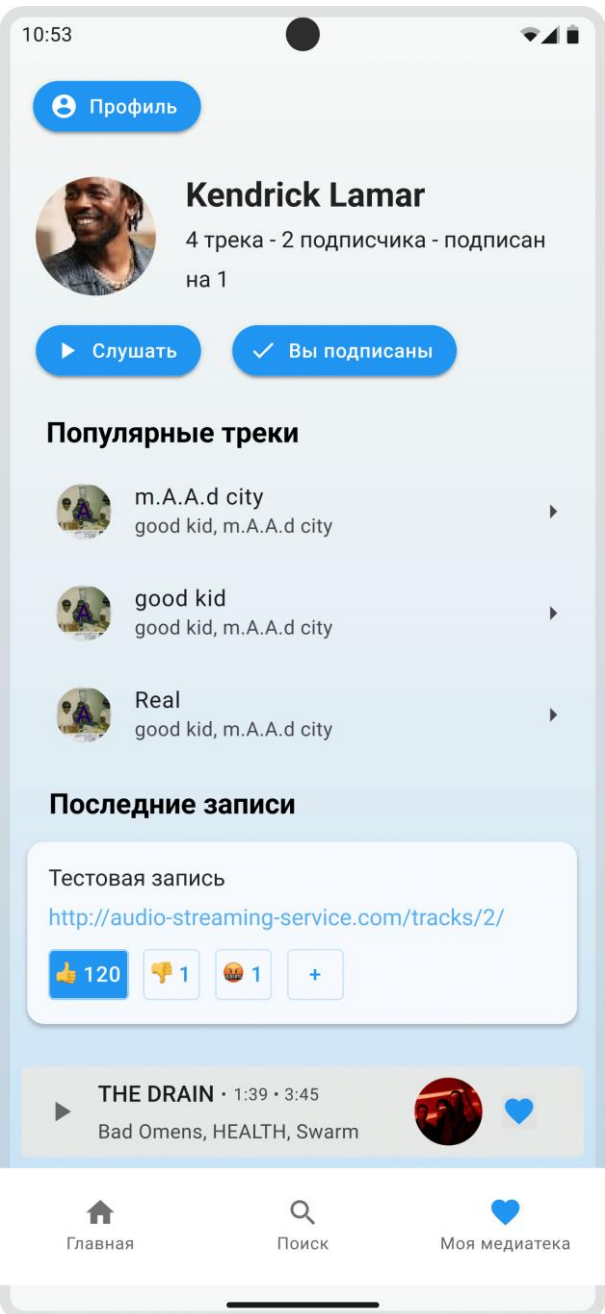 10:53
Профиль
Kendrick Lamar
4 трека - 2 подписчика - подписан
на 1
Слушать
Вы подписаны
Популярные треки
m.A.A.d city
good kid, m.A.A.d city
good kid
good kid, m.A.A.d city
Real
good kid, m.A.A.d city
Последние записи
Тестовая запись
http://audio-streaming-service.com/tracks/2/
👍 120 👎 1 🤬 1 +
THE DRAIN • 1:39 • 3:45
Bad Omens, HEALTH, Swarm
Главная Поиск Моя медиатека